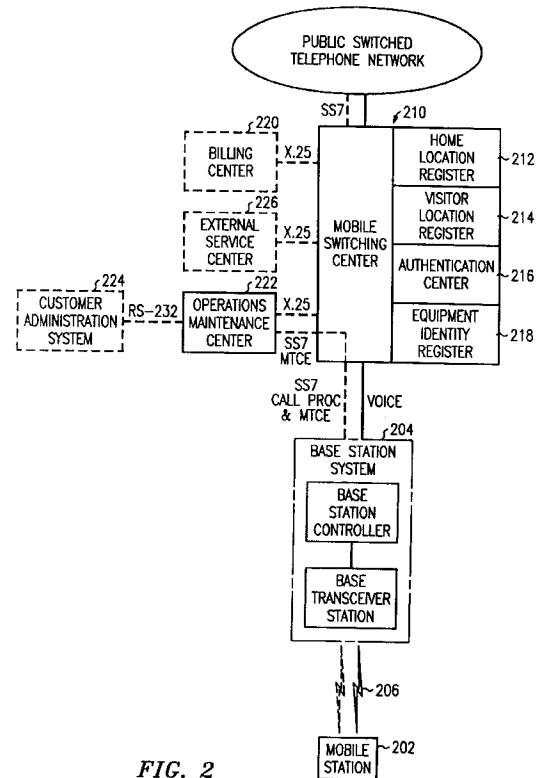 PUBLIC SWITCHED
TELEPHONE NETWORK
SS7
210
220
BILLING
CENTER
X.25
HOME
LOCATION
REGISTER
212
226
EXTERNAL
SERVICE
CENTER
X.25
MOBILE
SWITCHING
CENTER
VISITOR
LOCATION
REGISTER
214
AUTHENTICATION
CENTER
216
224
CUSTOMER
ADMINISTRATION
SYSTEM
RS-232
222
OPERATIONS
MAINTENANCE
CENTER
X.25
SS7
MTCE
EQUIPMENT
IDENTITY
REGISTER
218
SS7
CALL PROC
& MTCE
VOICE
204
BASE STATION
SYSTEM
BASE
STATION
CONTROLLER
BASE
TRANSCEIVER
STATION
206
202
MOBILE
STATION
FIG. 2